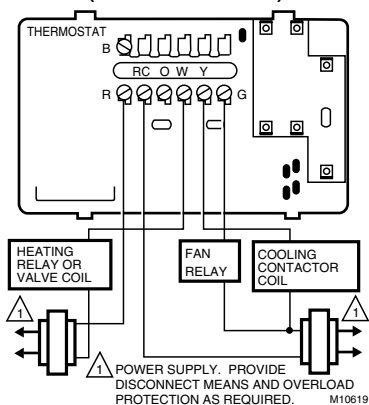 THERMOSTAT
B
RC O W Y
R
G
HEATING
RELAY OR
VALVE COIL
FAN
RELAY
COOLING
CONTACTOR
COIL
1
1
1 POWER SUPPLY. PROVIDE
DISCONNECT MEANS AND OVERLOAD
PROTECTION AS REQUIRED. M10619